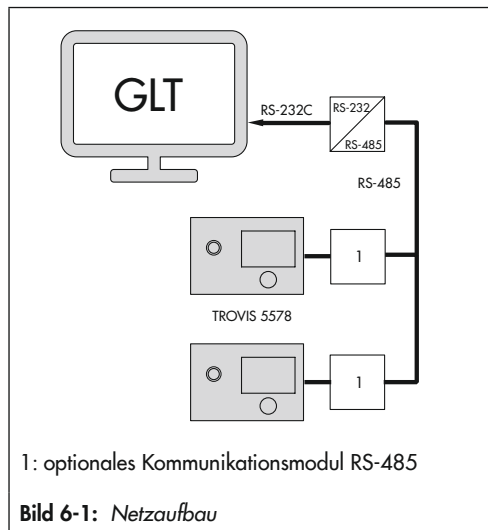 GLT
RS-232C
RS-232
RS-485
RS-485
1
TROVIS 5578
1
1: optionales Kommunikationsmodul RS-485
Bild 6-1: Netzaufbau